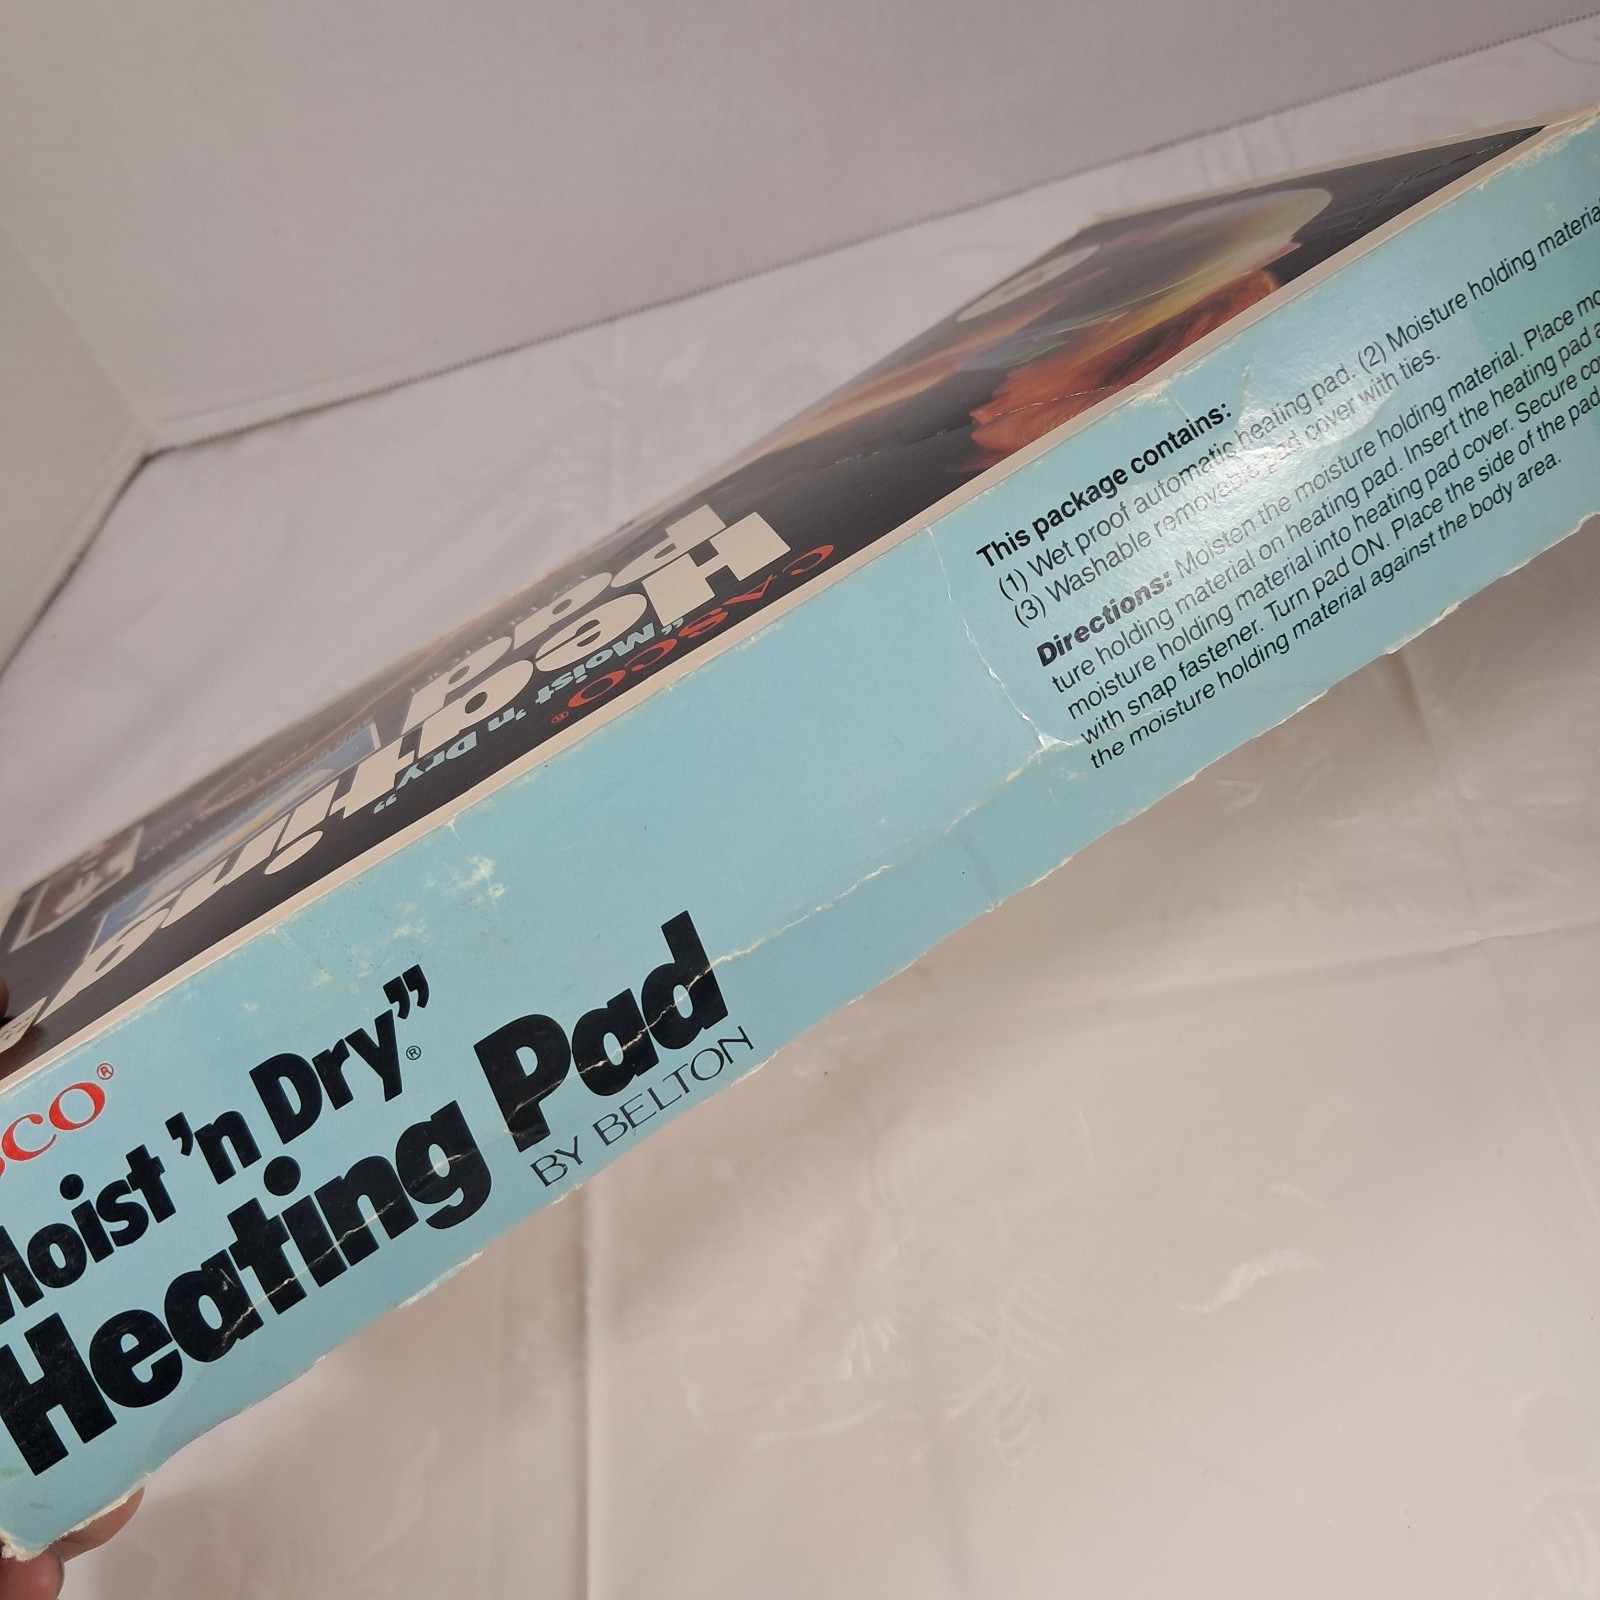 CASCO®
"Moist 'n Dry"
Heating
Pad
CO®
Moist 'n Dry"®
Heating Pad
BY BELTON
This package contains:
(1) Wet proof automatic heating pad. (2) Moisture holding material
(3) Washable removable pad cover with ties.
Directions: Moisten the moisture holding material. Place mo
ture holding material on heating pad. Insert the heating pad a
moisture holding material into heating pad cover. Secure co
with snap fastener. Turn pad ON. Place the side of the pad
the moisture holding material against the body area.